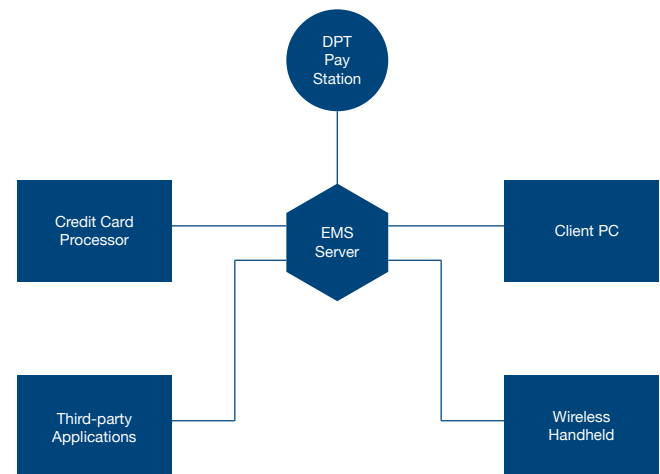 DPT
Pay
Station
Credit Card
Processor
EMS
Server
Client PC
Third-party
Applications
Wireless
Handheld